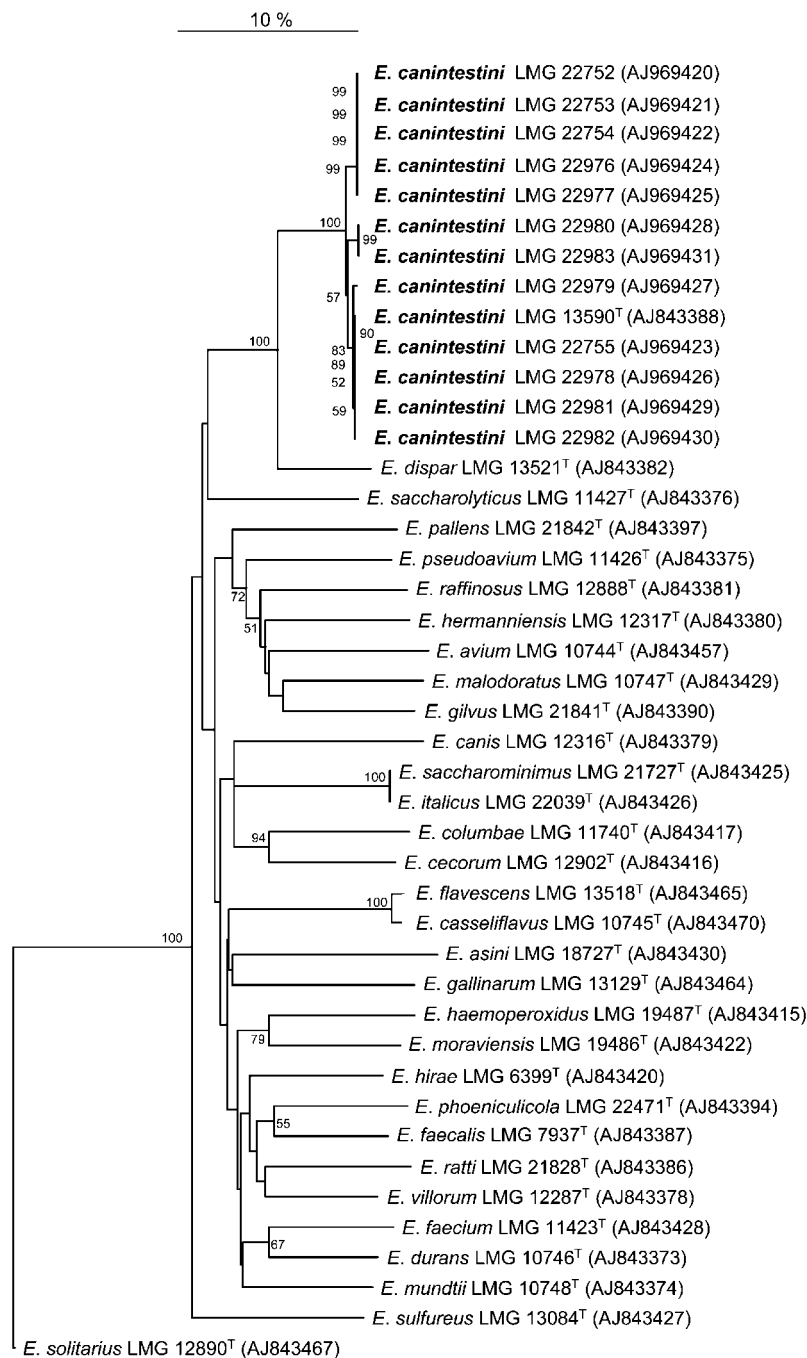 10 %
E. canintestini LMG 22752 (AJ969420)
99
E. canintestini LMG 22753 (AJ969421)
99
E. canintestini LMG 22754 (AJ969422)
99
E. canintestini LMG 22976 (AJ969424)
99
E. canintestini LMG 22977 (AJ969425)
100
E. canintestini LMG 22980 (AJ969428)
99
E. canintestini LMG 22983 (AJ969431)
E. canintestini LMG 22979 (AJ969427)
57
E. canintestini LMG 13590ᵀ (AJ843388)
90
100
E. canintestini LMG 22755 (AJ969423)
83
89
E. canintestini LMG 22978 (AJ969426)
52
E. canintestini LMG 22981 (AJ969429)
59
E. canintestini LMG 22982 (AJ969430)
E. dispar LMG 13521ᵀ (AJ843382)
E. saccharolyticus LMG 11427ᵀ (AJ843376)
E. pallens LMG 21842ᵀ (AJ843397)
E. pseudoavium LMG 11426ᵀ (AJ843375)
72
E. raffinosus LMG 12888ᵀ (AJ843381)
E. hermanniensis LMG 12317ᵀ (AJ843380)
51
E. avium LMG 10744ᵀ (AJ843457)
E. malodoratus LMG 10747ᵀ (AJ843429)
E. gilvus LMG 21841ᵀ (AJ843390)
E. canis LMG 12316ᵀ (AJ843379)
100
E. saccharominimus LMG 21727ᵀ (AJ843425)
E. italicus LMG 22039ᵀ (AJ843426)
94
E. columbae LMG 11740ᵀ (AJ843417)
E. cecorum LMG 12902ᵀ (AJ843416)
E. flavescens LMG 13518ᵀ (AJ843465)
100
E. casseliflavus LMG 10745ᵀ (AJ843470)
100
E. asini LMG 18727ᵀ (AJ843430)
E. gallinarum LMG 13129ᵀ (AJ843464)
E. haemoperoxidus LMG 19487ᵀ (AJ843415)
79
E. moraviensis LMG 19486ᵀ (AJ843422)
E. hirae LMG 6399ᵀ (AJ843420)
E. phoeniculicola LMG 22471ᵀ (AJ843394)
55
E. faecalis LMG 7937ᵀ (AJ843387)
E. ratti LMG 21828ᵀ (AJ843386)
E. villorum LMG 12287ᵀ (AJ843378)
E. faecium LMG 11423ᵀ (AJ843428)
67
E. durans LMG 10746ᵀ (AJ843373)
E. mundtii LMG 10748ᵀ (AJ843374)
E. sulfureus LMG 13084ᵀ (AJ843427)
E. solitarius LMG 12890ᵀ (AJ843467)